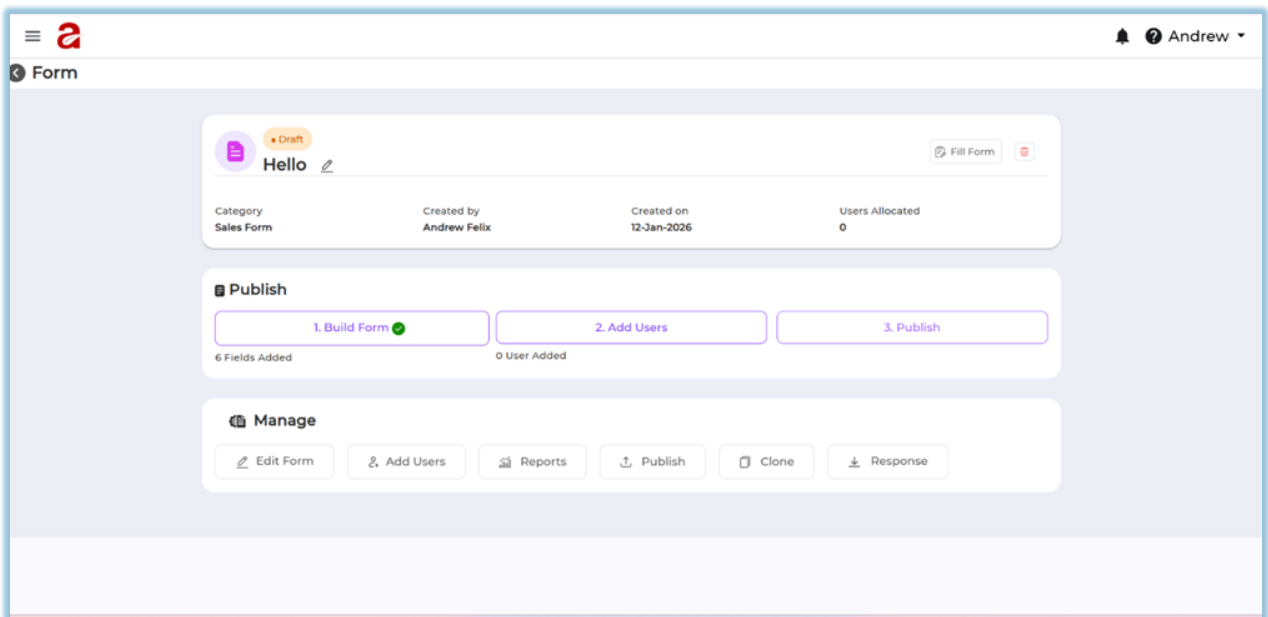 a
Andrew
Form
• Draft
Hello
Fill Form
Category
Created by
Created on
Users Allocated
Sales Form
Andrew Felix
12-Jan-2026
0
Publish
1. Build Form
2. Add Users
3. Publish
6 Fields Added
0 User Added
Manage
Edit Form
Add Users
Reports
Publish
Clone
Response